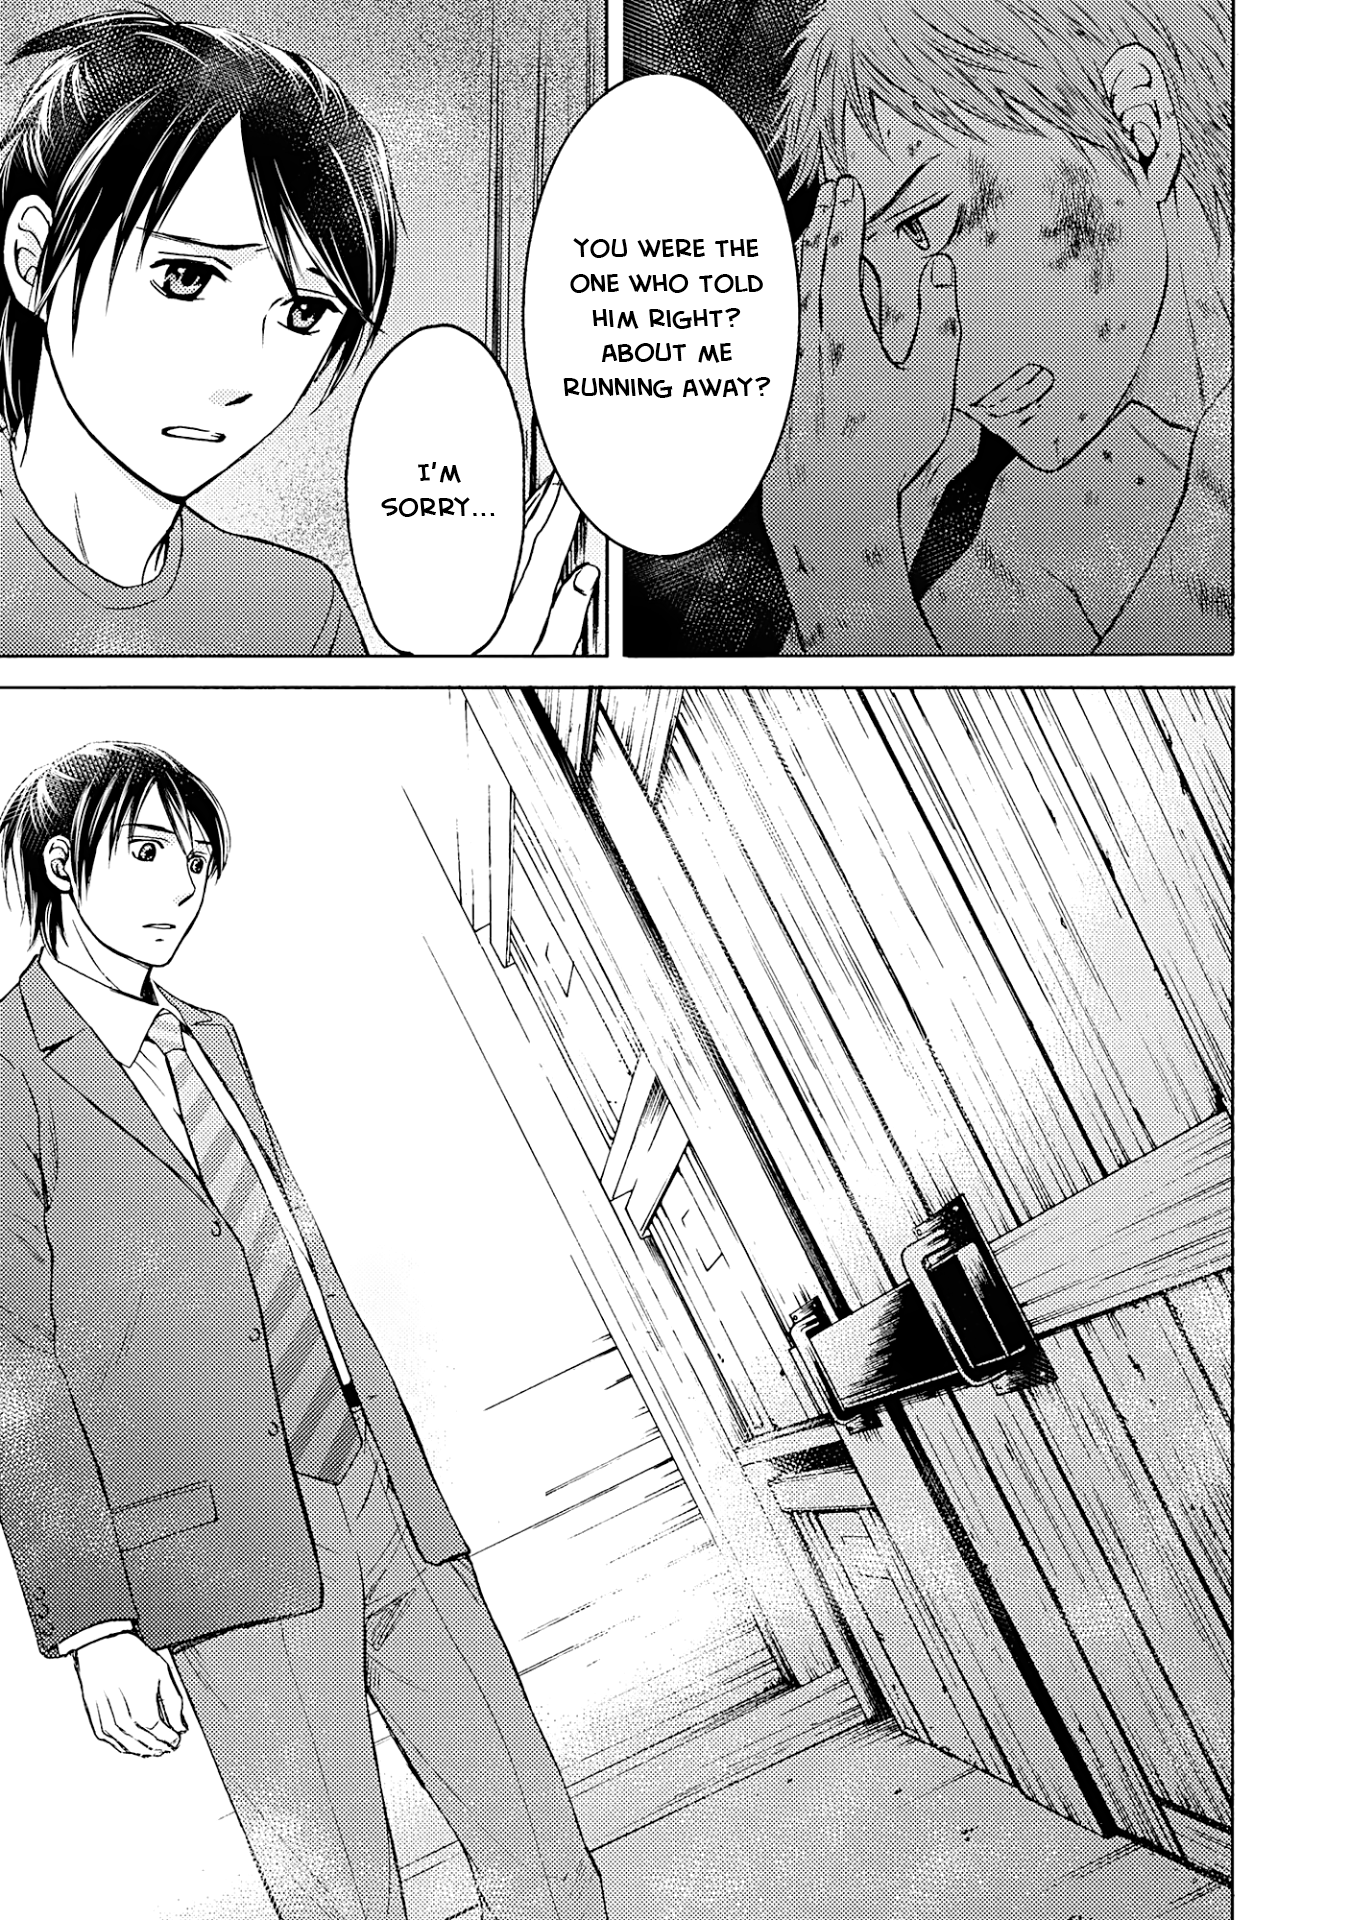 YOU WERE THE
ONE WHO TOLD
HIM RIGHT?
ABOUT ME
RUNNING AWAY?
I'M
SORRY...